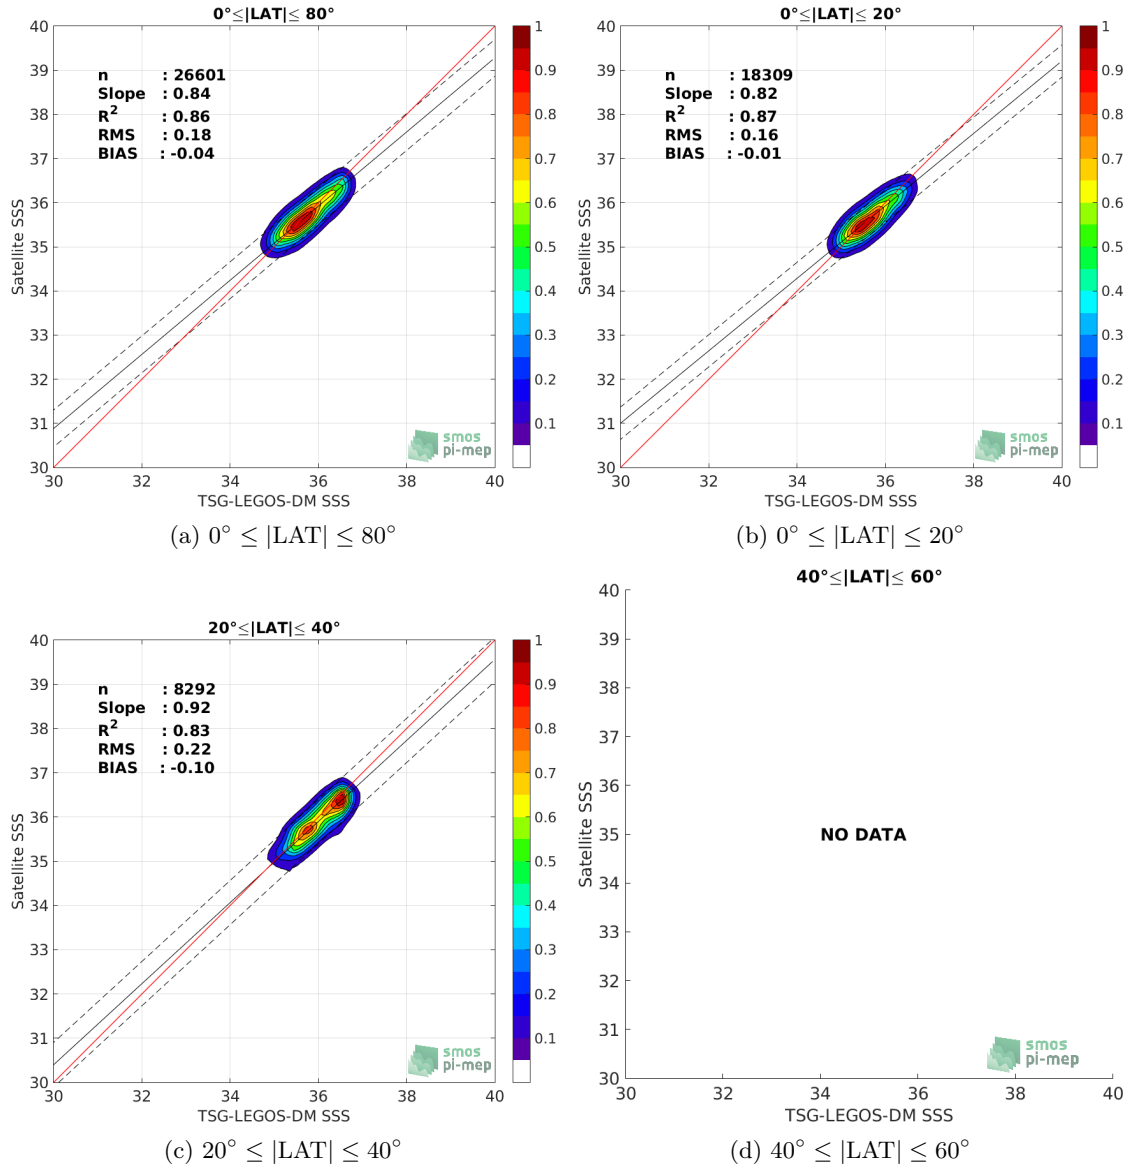 0°≤|LAT|≤ 80°
40
39
38
37
36
35
34
33
32
31
30
Satellite SSS
n : 26601
Slope : 0.84
R² : 0.86
RMS : 0.18
BIAS : -0.04
smos
pi-mep
30 32 34 36 38 40
TSG-LEGOS-DM SSS
1
0.9
0.8
0.7
0.6
0.5
0.4
0.3
0.2
0.1
(a) 0° ≤ |LAT| ≤ 80°
0°≤|LAT|≤ 20°
40
39
38
37
36
35
34
33
32
31
30
Satellite SSS
n : 18309
Slope : 0.82
R² : 0.87
RMS : 0.16
BIAS : -0.01
smos
pi-mep
30 32 34 36 38 40
TSG-LEGOS-DM SSS
1
0.9
0.8
0.7
0.6
0.5
0.4
0.3
0.2
0.1
(b) 0° ≤ |LAT| ≤ 20°
20°≤|LAT|≤ 40°
40
39
38
37
36
35
34
33
32
31
30
Satellite SSS
n : 8292
Slope : 0.92
R² : 0.83
RMS : 0.22
BIAS : -0.10
smos
pi-mep
30 32 34 36 38 40
TSG-LEGOS-DM SSS
1
0.9
0.8
0.7
0.6
0.5
0.4
0.3
0.2
0.1
(c) 20° ≤ |LAT| ≤ 40°
40°≤|LAT|≤ 60°
40
39
38
37
36
35
34
33
32
31
30
Satellite SSS
NO DATA
smos
pi-mep
30 32 34 36 38 40
TSG-LEGOS-DM SSS
(d) 40° ≤ |LAT| ≤ 60°